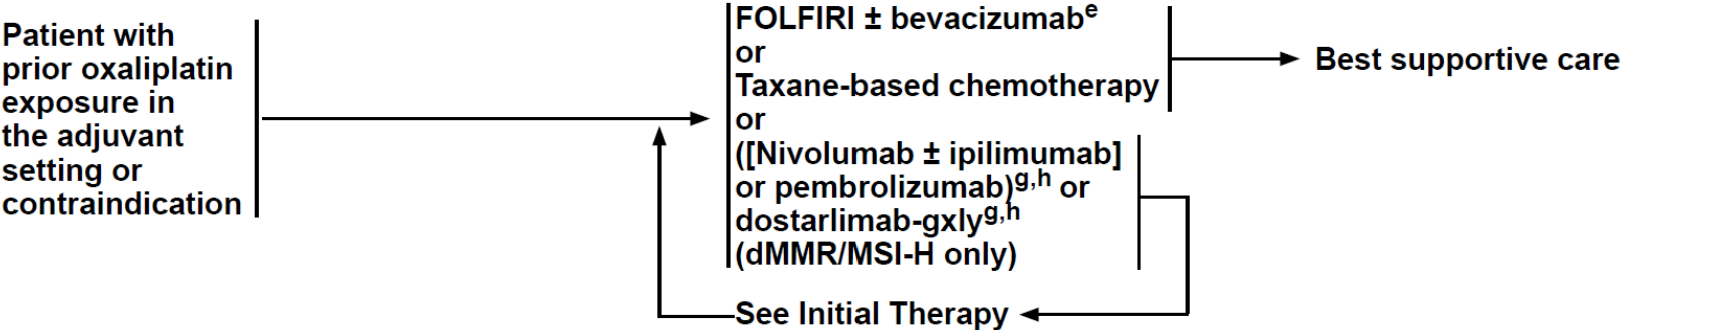 Patient with
prior oxaliplatin
exposure in
the adjuvant
setting or
contraindication
FOLFIRI ± bevacizumabᵉ
or
Taxane-based chemotherapy
or
([Nivolumab ± ipilimumab]
or pembrolizumab)ᵍ,ʰ or
dostarlimab-gxlyᵍ,ʰ
(dMMR/MSI-H only)
Best supportive care
See Initial Therapy